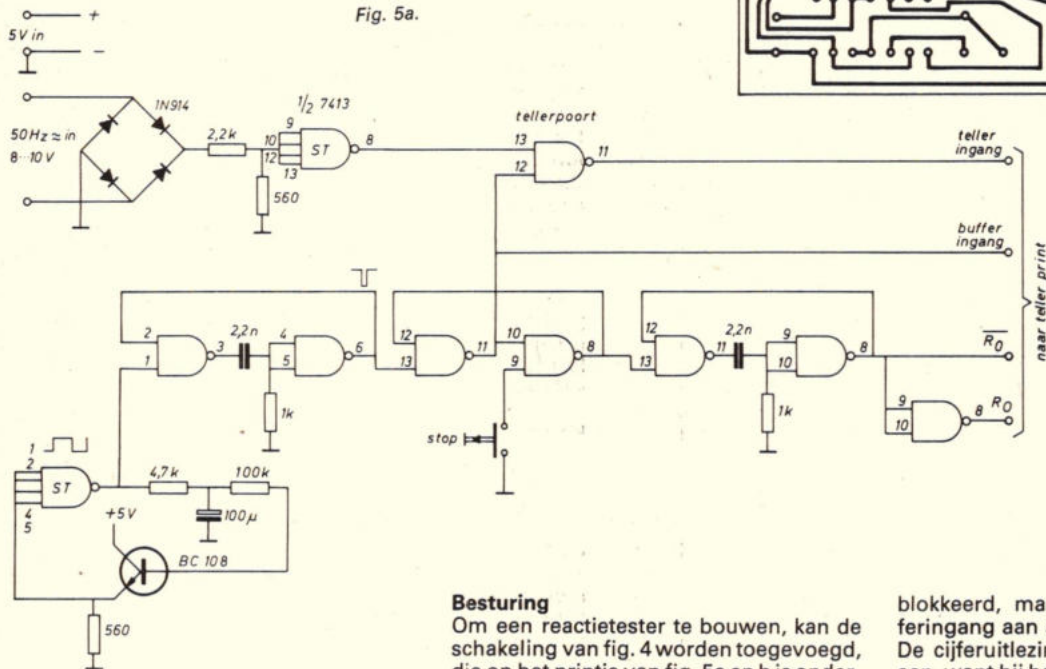 Fig. 5a.
+
5V in
−
1N914
50Hz ≈ in
8...10V
2,2k
560
1/2 7413
9
10
12
13
ST
8
tellerpoort
13
12
11
teller
ingang
buffer
ingang
naar teller print
2
1
3
2,2n
4
5
6
1k
12
13
11
10
9
8
stop
12
13
11
2,2n
9
10
8
1k
R0
9
10
8
R0
1
2
4
5
ST
4,7k
100k
100µ
+5V
BC 108
560
Besturing
Om een reactietester te bouwen, kan de
schakeling van fig. 4 worden toegevoegd,
blokkeerd, ma
feringang aan
De cijferuitlezin